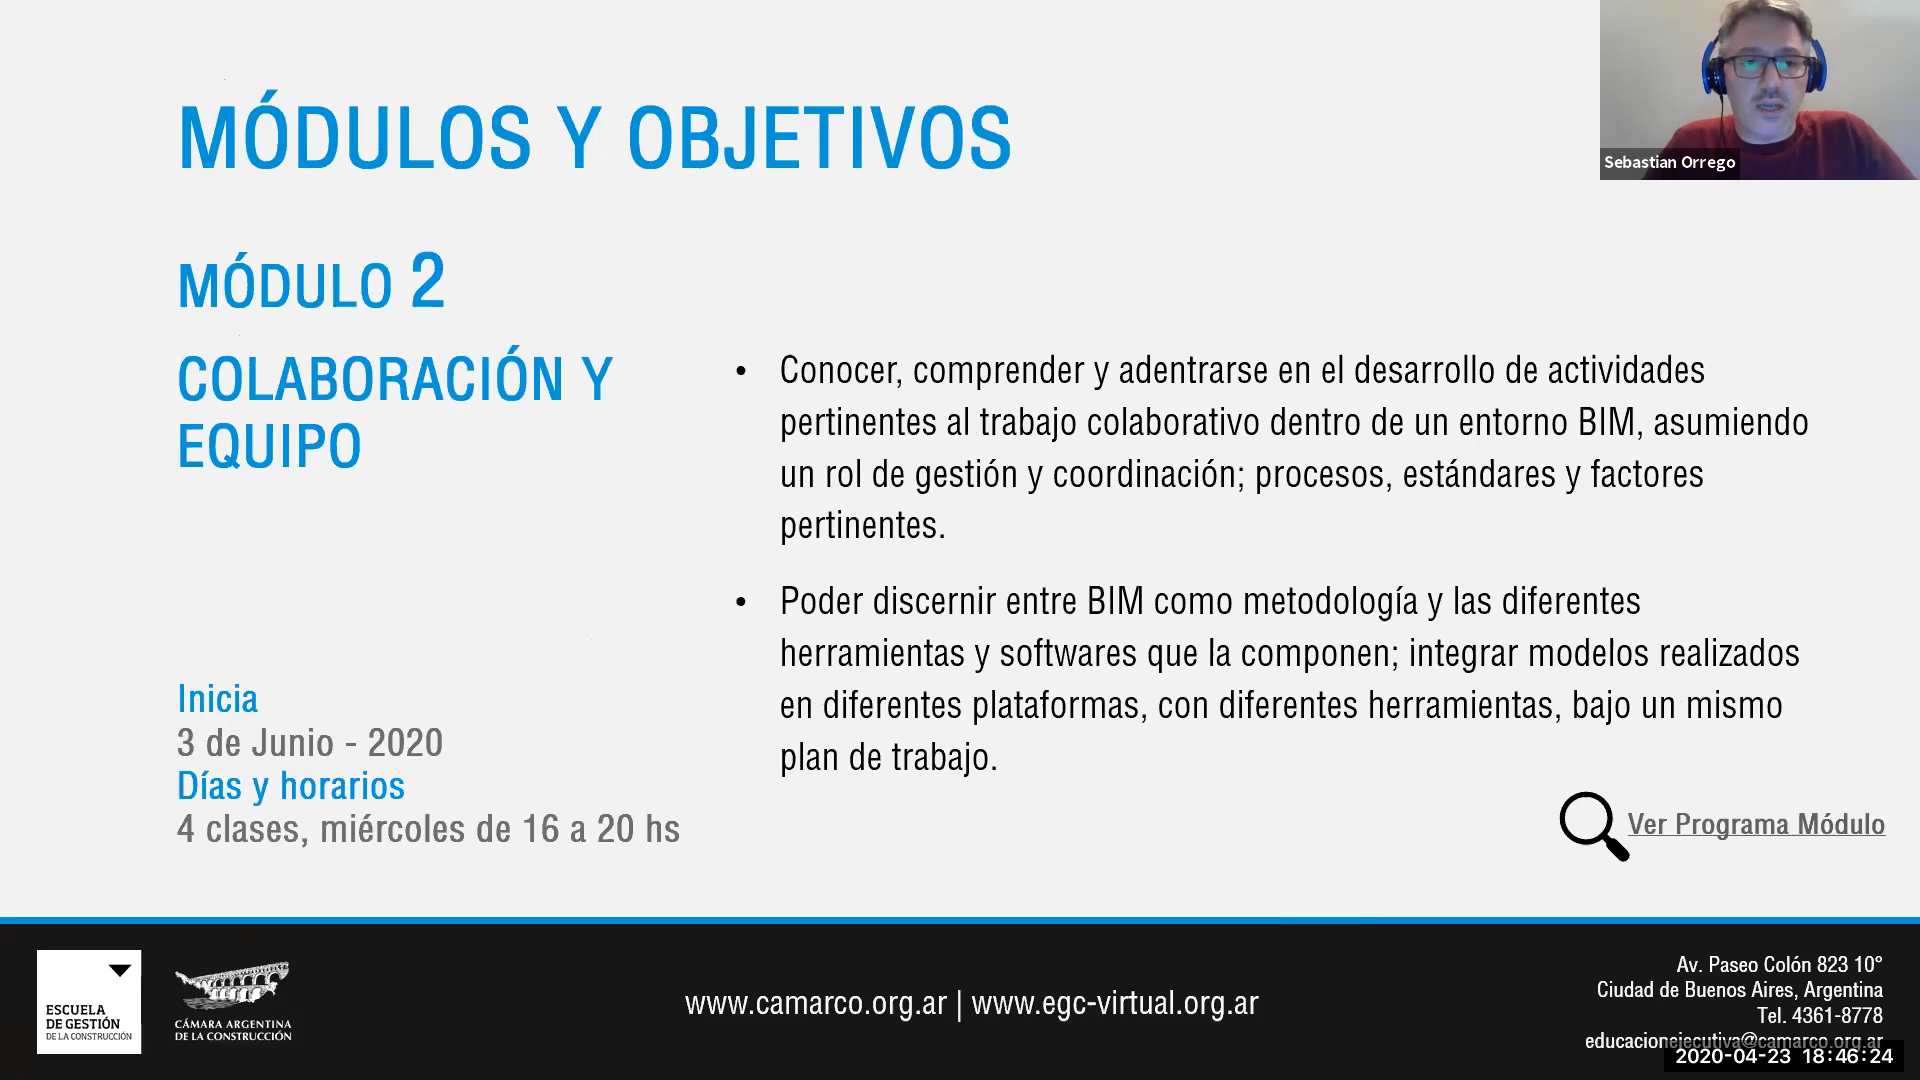 MÓDULOS Y OBJETIVOS
Sebastian Orrego
MÓDULO 2
COLABORACIÓN Y
EQUIPO
• Conocer, comprender y adentrarse en el desarrollo de actividades
pertinentes al trabajo colaborativo dentro de un entorno BIM, asumiendo
un rol de gestión y coordinación; procesos, estándares y factores
pertinentes.
• Poder discernir entre BIM como metodología y las diferentes
herramientas y softwares que la componen; integrar modelos realizados
en diferentes plataformas, con diferentes herramientas, bajo un mismo
plan de trabajo.
Inicia
3 de Junio - 2020
Días y horarios
4 clases, miércoles de 16 a 20 hs
Ver Programa Módulo
ESCUELA
DE GESTIÓN
DE LA CONSTRUCCIÓN
CÁMARA ARGENTINA
DE LA CONSTRUCCIÓN
www.camarco.org.ar | www.egc-virtual.org.ar
Av. Paseo Colón 823 10°
Ciudad de Buenos Aires, Argentina
Tel. 4361-8778
educacionejecutiva@camarco.org.ar
2020-04-23 18:46:24